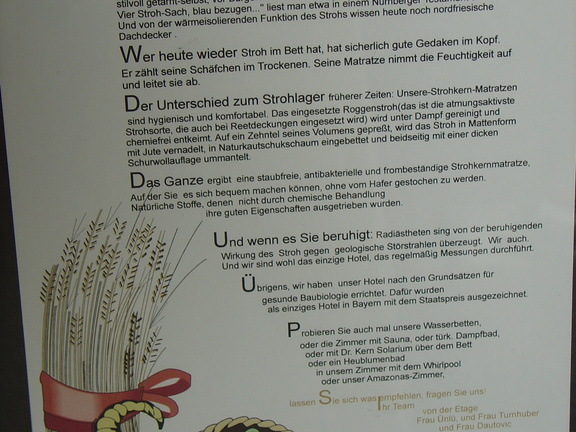 stilvoll getarnt-selbst, vor
Vier Stroh-Sach, blau bezugen..." liest man etwa in einem Nürnberger
Und von der wärmeisolierenden Funktion des Strohs wissen heute noch nordfriesische
Dachdecker .
Wer heute wieder Stroh im Bett hat, hat sicherlich gute Gedaken im Kopf.
Er zählt seine Schäfchen im Trockenen. Seine Matratze nimmt die Feuchtigkeit auf
und leitet sie ab.
Der Unterschied zum Strohlager früherer Zeiten: Unsere-Strohkern-Matratzen
sind hygienisch und komfortabel. Das eingesetzte Roggenstroh(das ist die atmungsaktivste
Strohsorte, die auch bei Reetdeckungen eingesetzt wird) wird unter Dampf gereinigt und
chemiefrei entkeimt. Auf ein Zehntel seines Volumens gepreßt, wird das Stroh in Mattenform
mit Jute vernadelt, in Naturkautschukschaum eingebettet und beidseitig mit einer dicken
Schurwollauflage ummantelt.
Das Ganze ergibt eine staubfreie, antibakterielle und frombeständige Strohkernmatratze,
Auf der Sie es sich bequem machen können, ohne vom Hafer gestochen zu werden.
Natürliche Stoffe, denen nicht durch chemische Behandlung
ihre guten Eigenschaften ausgetrieben wurden.
Und wenn es Sie beruhigt: Radiästheten sing von der beruhigenden
Wirkung des Stroh gegen geologische Störstrahlen überzeugt. Wir auch.
Und wir sind wohl das einzige Hotel, das regelmäßig Messungen durchführt.
Übrigens, wir haben unser Hotel nach den Grundsätzen für
gesunde Baubiologie errichtet. Dafür wurden
als einziges Hotel in Bayern mit dem Staatspreis ausgezeichnet.
Probieren Sie auch mal unsere Wasserbetten,
oder die Zimmer mit Sauna, oder türk. Dampfbad,
oder mit Dr. Kern Solarium über dem Bett
oder ein Heublumenbad
in unsem Zimmer mit dem Whirlpool
oder unser Amazonas-Zimmer,
lassen Sie sich was empfehlen, fragen Sie uns!
Ihr Team
von der Etage
Frau Ünlü, und Frau Turnhuber
und Frau Dautovic